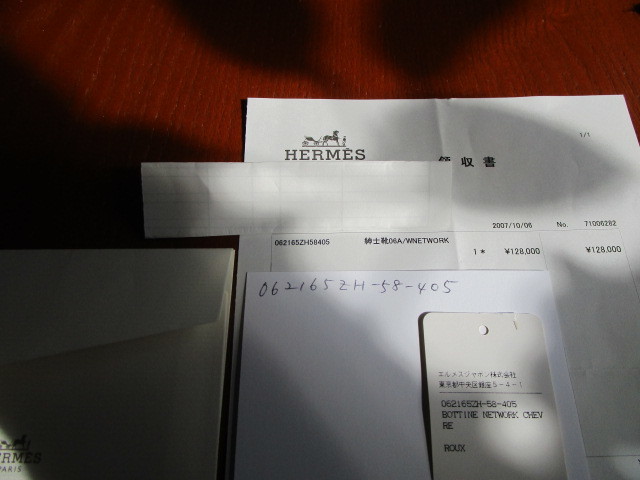 1/1
HERMÈS
領収書
2007/10/06 No. 71006282
062165ZH58405 紳士靴06A/WNETWORK 1* ¥128,000 ¥128,000
062165ZH-58-405
エルメスジャポン株式会社
東京都中央区銀座5-4-1
062165ZH-58-405
BOTTINE NETWORK CHEV
RE
ROUX
HERMÈS
PARIS